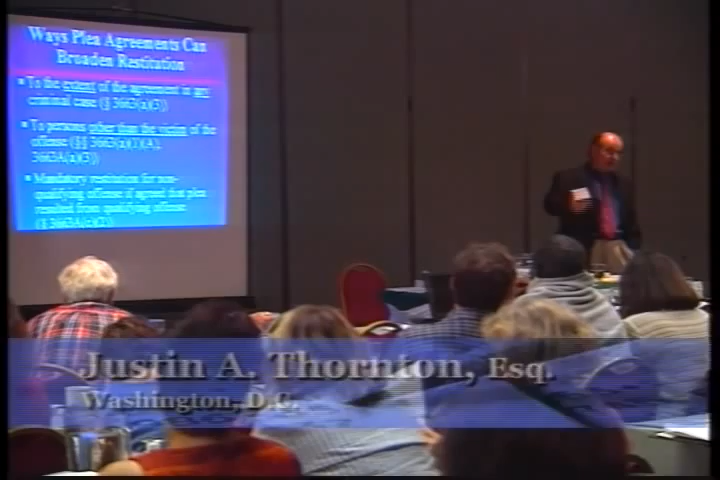 Ways Plea Agreements Can
Broaden Restitution
To the extent of the agreement in any
criminal case (§ 3663(a)(3))
To persons other than the victim of the
offense (§§ 3663(a)(1)(A),
3663A(a)(3))
Mandatory restitution for non-
qualifying offense if agreed that plea
resulted from qualifying offense
(§ 3663A(c)(2))
Justin A. Thornton, Esq.
Washington, D.C.